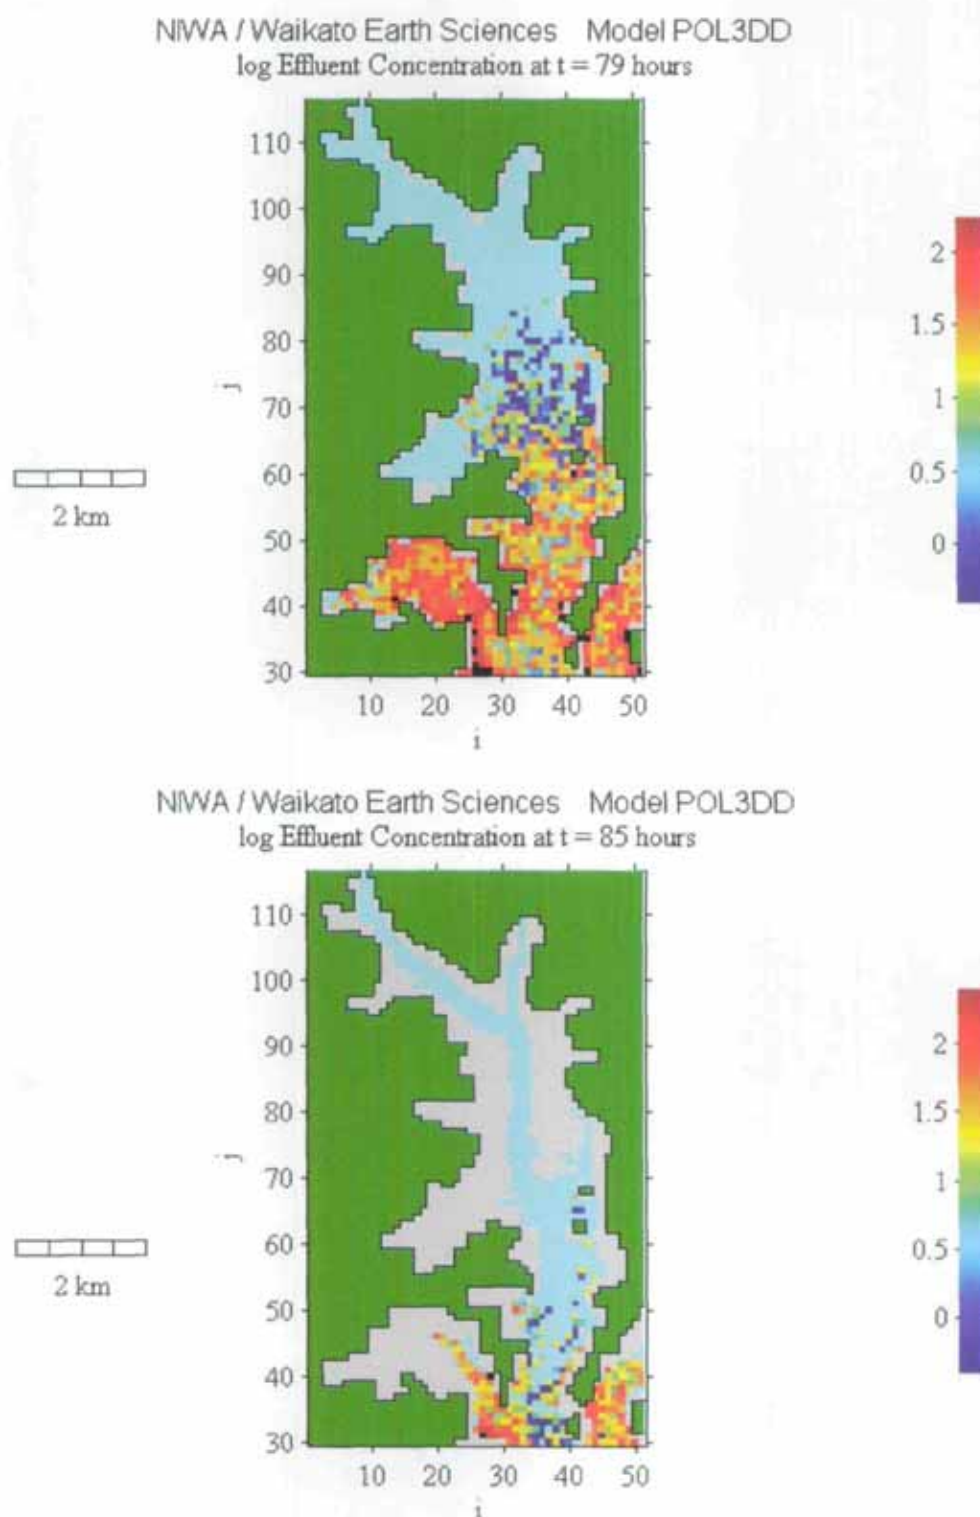 NIWA / Waikato Earth Sciences Model POL3DD
log Effluent Concentration at t = 79 hours
110
100
90
80
70
60
50
40
30
j
10 20 30 40 50
i
2 km
2
1.5
1
0.5
0
NIWA / Waikato Earth Sciences Model POL3DD
log Effluent Concentration at t = 85 hours
110
100
90
80
70
60
50
40
30
j
10 20 30 40 50
i
2 km
2
1.5
1
0.5
0